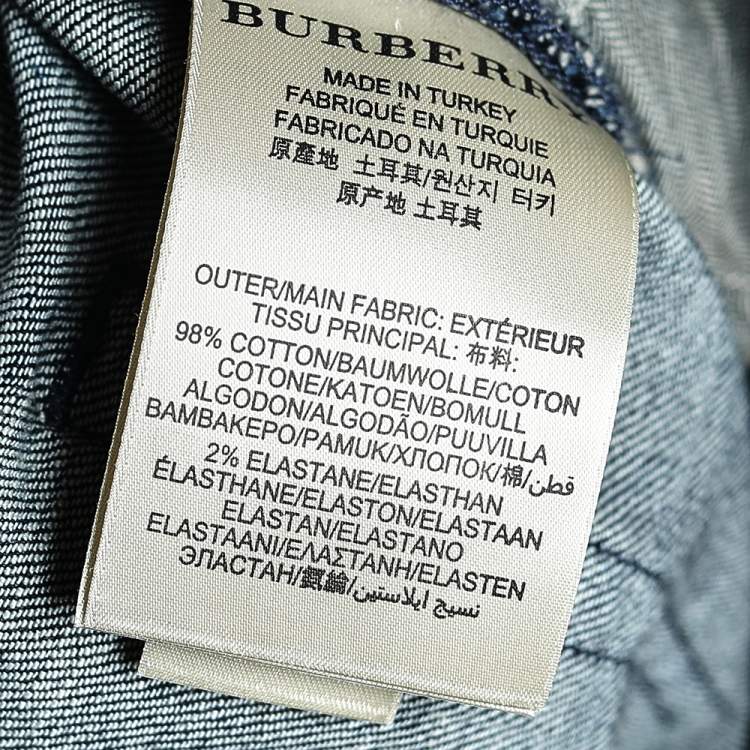 BURBERRY
MADE IN TURKEY
FABRIQUÉ EN TURQUIE
FABRICADO NA TURQUIA
原產地 土耳其/원산지 터키
原产地 土耳其
OUTER/MAIN FABRIC: EXTÉRIEUR
TISSU PRINCIPAL: 布料:
98% COTTON/BAUMWOLLE/COTON
COTONE/KATOEN/BOMULL
ALGODON/ALGODÃO/PUUVILLA
BAMBAKEPO/PAMUK/ХЛОПОК/棉/قطن
2% ELASTANE/ELASTHAN
ÉLASTHANE/ELASTON/ELASTAAN
ELASTAN/ELASTANO
ELASTAANI/ΕΛΑΣΤΑΝΗ/ELASTEN
ЭЛАСТАН/氨綸/نسيج ايلاستين